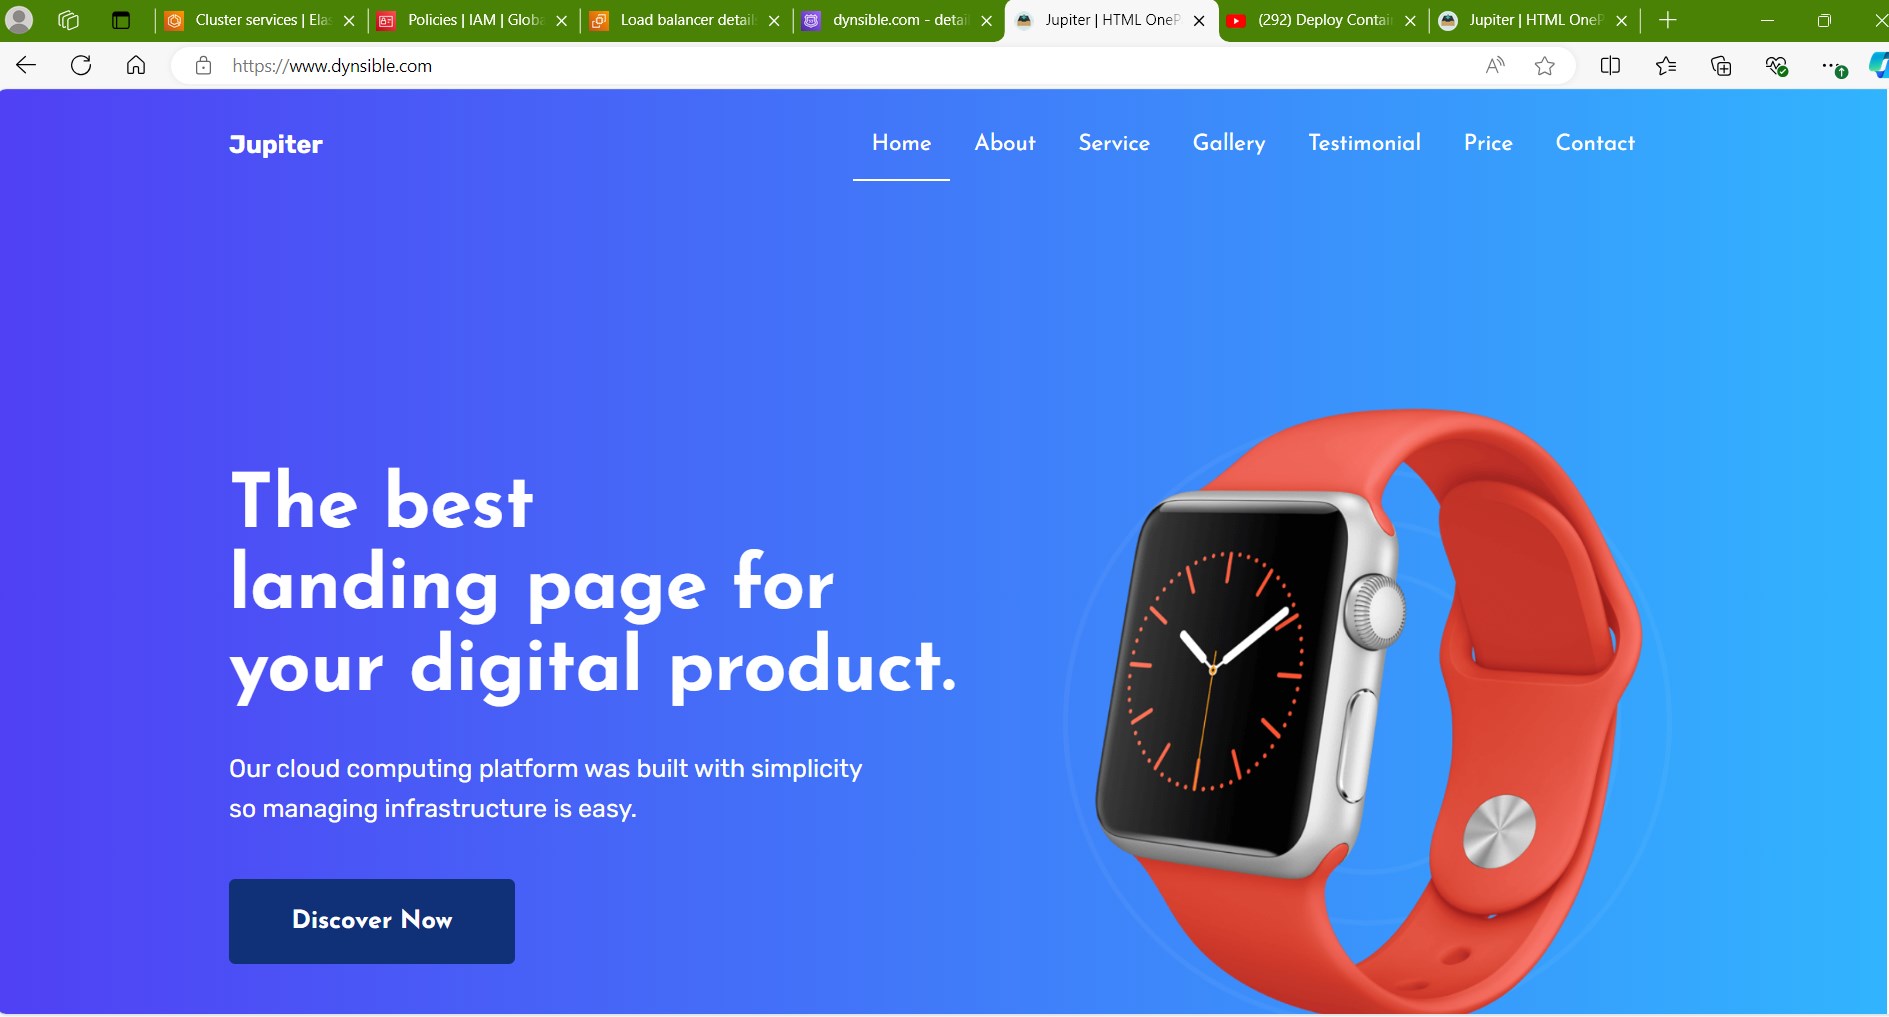 Cluster services | Ela
Policies | IAM | Globa
Load balancer detail
dynsible.com - detai
Jupiter | HTML OneP
(292) Deploy Contai
Jupiter | HTML OneP
https://www.dynsible.com
Jupiter
Home
About
Service
Gallery
Testimonial
Price
Contact
The best
landing page for
your digital product.
Our cloud computing platform was built with simplicity
so managing infrastructure is easy.
Discover Now